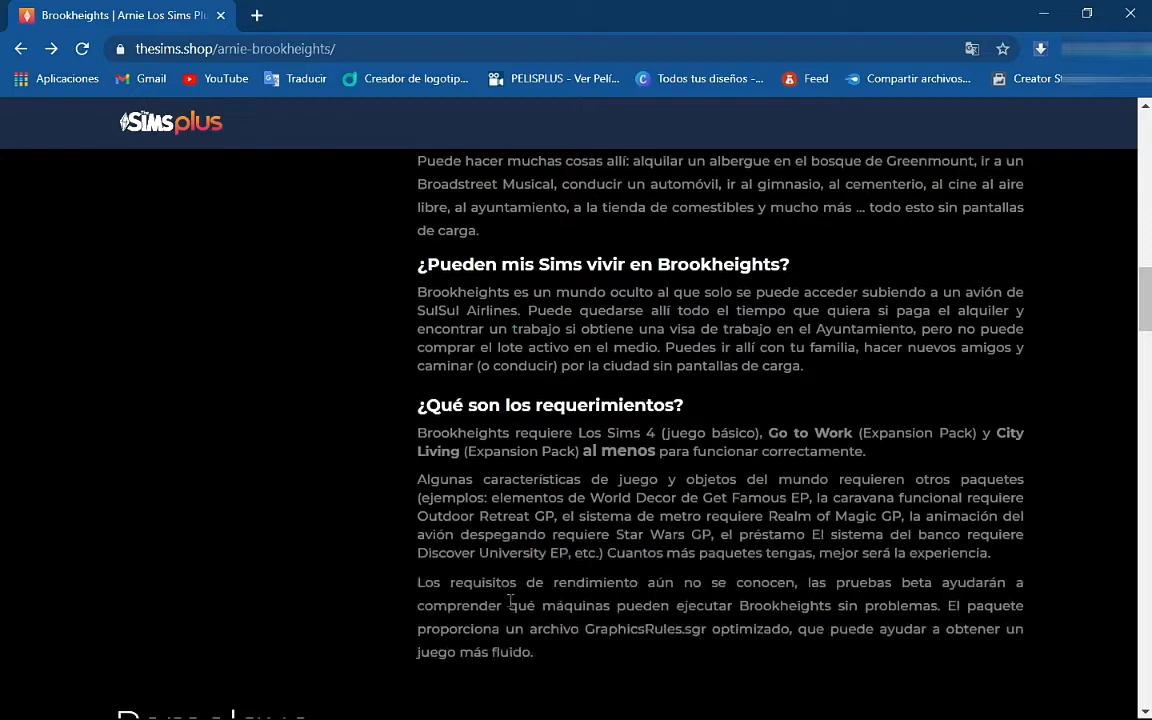 Brookheights | Arnie Los Sims Pl
thesims.shop/arnie-brookheights/
Aplicaciones
Gmail
YouTube
Traducir
Creador de logotip...
PELISPLUS - Ver Pelí...
Todos tus diseños -...
Feed
Compartir archivos...
Creator S
THE SIMS plus
Puede hacer muchas cosas allí: alquilar un albergue en el bosque de Greenmount, ir a un
Broadstreet Musical, conducir un automóvil, ir al gimnasio, al cementerio, al cine al aire
libre, al ayuntamiento, a la tienda de comestibles y mucho más ... todo esto sin pantallas
de carga.
¿Pueden mis Sims vivir en Brookheights?
Brookheights es un mundo oculto al que solo se puede acceder subiendo a un avión de
SulSul Airlines. Puede quedarse allí todo el tiempo que quiera si paga el alquiler y
encontrar un trabajo si obtiene una visa de trabajo en el Ayuntamiento, pero no puede
comprar el lote activo en el medio. Puedes ir allí con tu familia, hacer nuevos amigos y
caminar (o conducir) por la ciudad sin pantallas de carga.
¿Qué son los requerimientos?
Brookheights requiere Los Sims 4 (juego básico), Go to Work (Expansion Pack) y City
Living (Expansion Pack) al menos para funcionar correctamente.
Algunas características de juego y objetos del mundo requieren otros paquetes
(ejemplos: elementos de World Decor de Get Famous EP, la caravana funcional requiere
Outdoor Retreat GP, el sistema de metro requiere Realm of Magic GP, la animación del
avión despegando requiere Star Wars GP, el préstamo El sistema del banco requiere
Discover University EP, etc.) Cuantos más paquetes tengas, mejor será la experiencia.
Los requisitos de rendimiento aún no se conocen, las pruebas beta ayudarán a
comprender qué máquinas pueden ejecutar Brookheights sin problemas. El paquete
proporciona un archivo GraphicsRules.sgr optimizado, que puede ayudar a obtener un
juego más fluido.